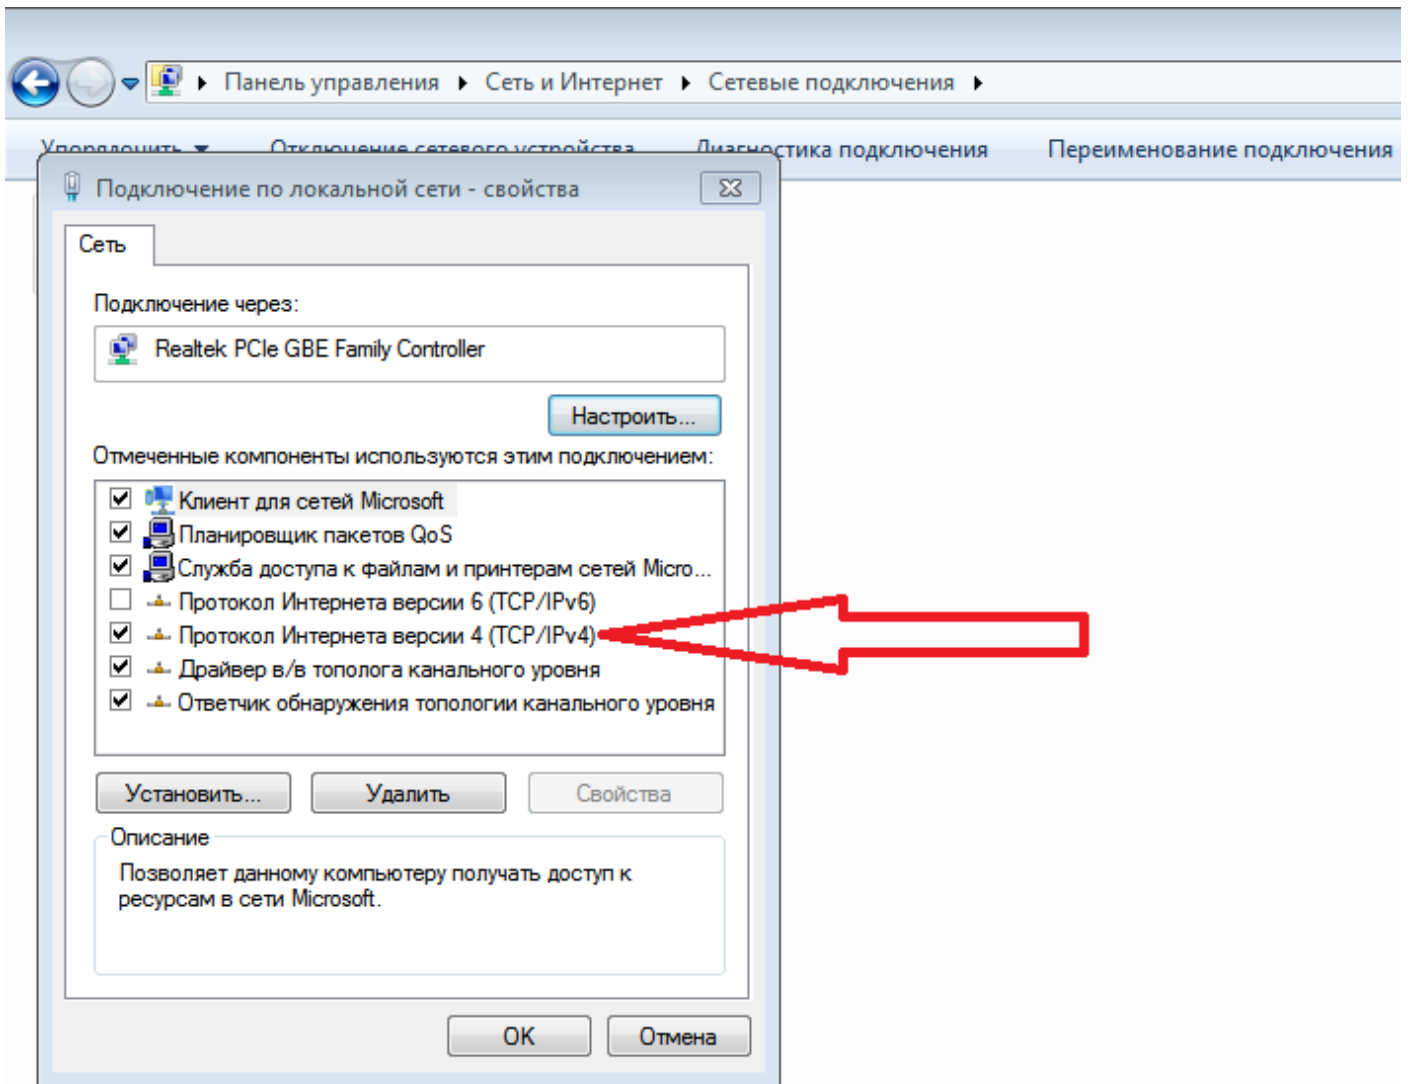 Панель управления Сеть и Интернет Сетевые подключения
Упорядочить Отключение сетевого устройства Диагностика подключения Переименование подключения
Подключение по локальной сети - свойства
Сеть
Подключение через:
Realtek PCIe GBE Family Controller
Настроить...
Отмеченные компоненты используются этим подключением:
Клиент для сетей Microsoft
Планировщик пакетов QoS
Служба доступа к файлам и принтерам сетей Micro...
Протокол Интернета версии 6 (TCP/IPv6)
Протокол Интернета версии 4 (TCP/IPv4)
Драйвер в/в тополога канального уровня
Ответчик обнаружения топологии канального уровня
Установить... Удалить Свойства
Описание
Позволяет данному компьютеру получать доступ к
ресурсам в сети Microsoft.
OK Отмена